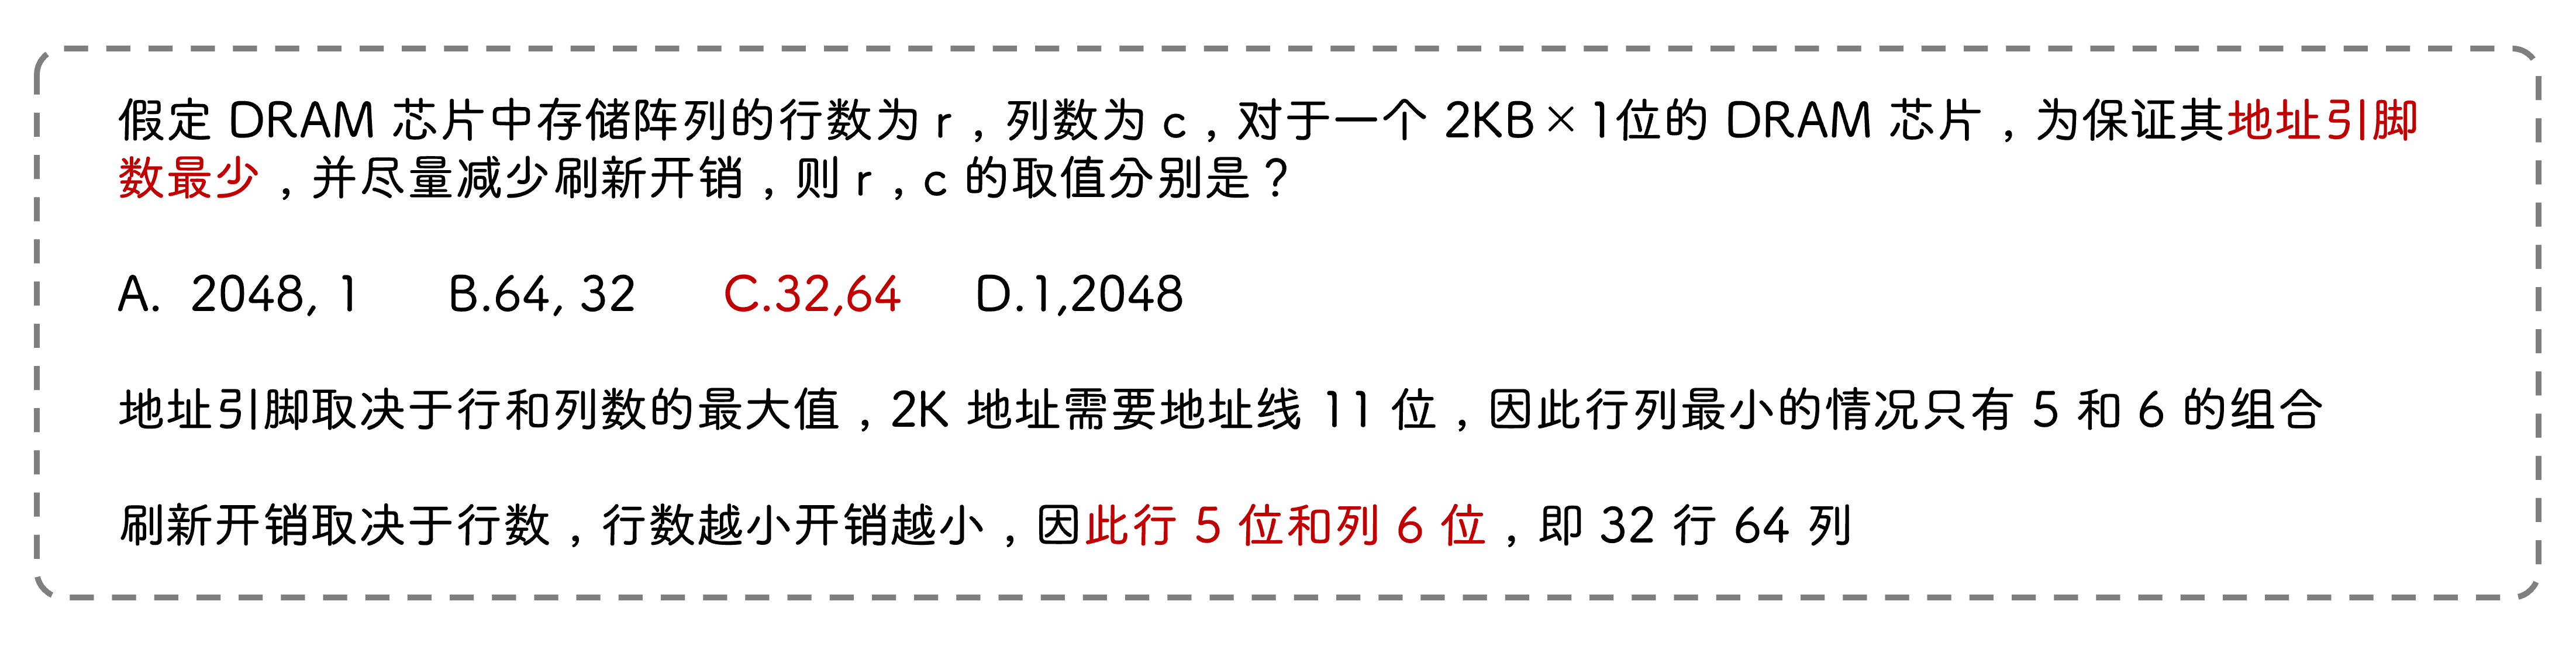 假定 DRAM 芯片中存储阵列的行数为 r，列数为 c，对于一个 2KB×1位的 DRAM 芯片，为保证其地址引脚
数最少，并尽量减少刷新开销，则 r，c 的取值分别是？
A. 2048, 1 B.64, 32 C.32,64 D.1,2048
地址引脚取决于行和列数的最大值，2K 地址需要地址线 11 位，因此行列最小的情况只有 5 和 6 的组合
刷新开销取决于行数，行数越小开销越小，因此行 5 位和列 6 位，即 32 行 64 列